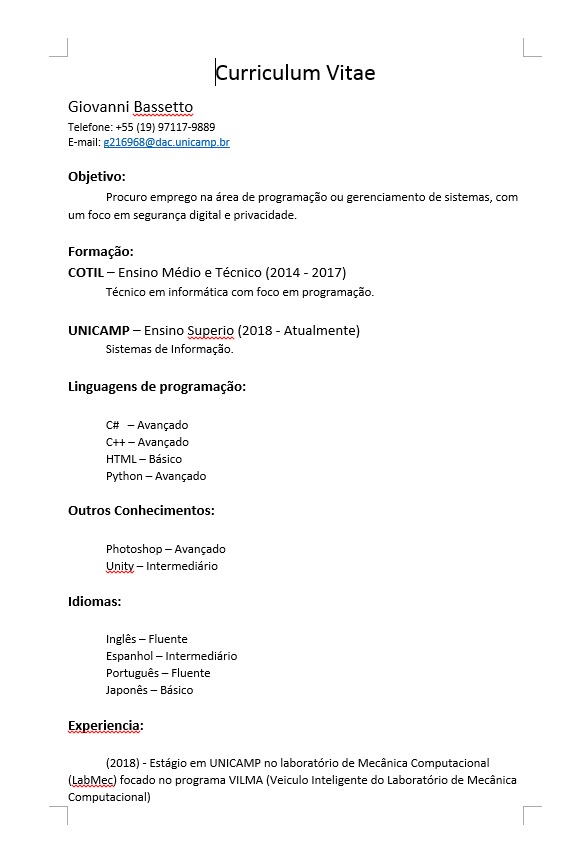 Curriculum Vitae
Giovanni Bassetto
Telefone: +55 (19) 97117-9889
E-mail: g216968@dac.unicamp.br
Objetivo:
Procuro emprego na área de programação ou gerenciamento de sistemas, com
um foco em segurança digital e privacidade.
Formação:
COTIL – Ensino Médio e Técnico (2014 - 2017)
Técnico em informática com foco em programação.
UNICAMP – Ensino Superio (2018 - Atualmente)
Sistemas de Informação.
Linguagens de programação:
C# – Avançado
C++ – Avançado
HTML – Básico
Python – Avançado
Outros Conhecimentos:
Photoshop – Avançado
Unity – Intermediário
Idiomas:
Inglês – Fluente
Espanhol – Intermediário
Português – Fluente
Japonês – Básico
Experiencia:
(2018) - Estágio em UNICAMP no laboratório de Mecânica Computacional
(LabMec) focado no programa VILMA (Veiculo Inteligente do Laboratório de Mecânica
Computacional)